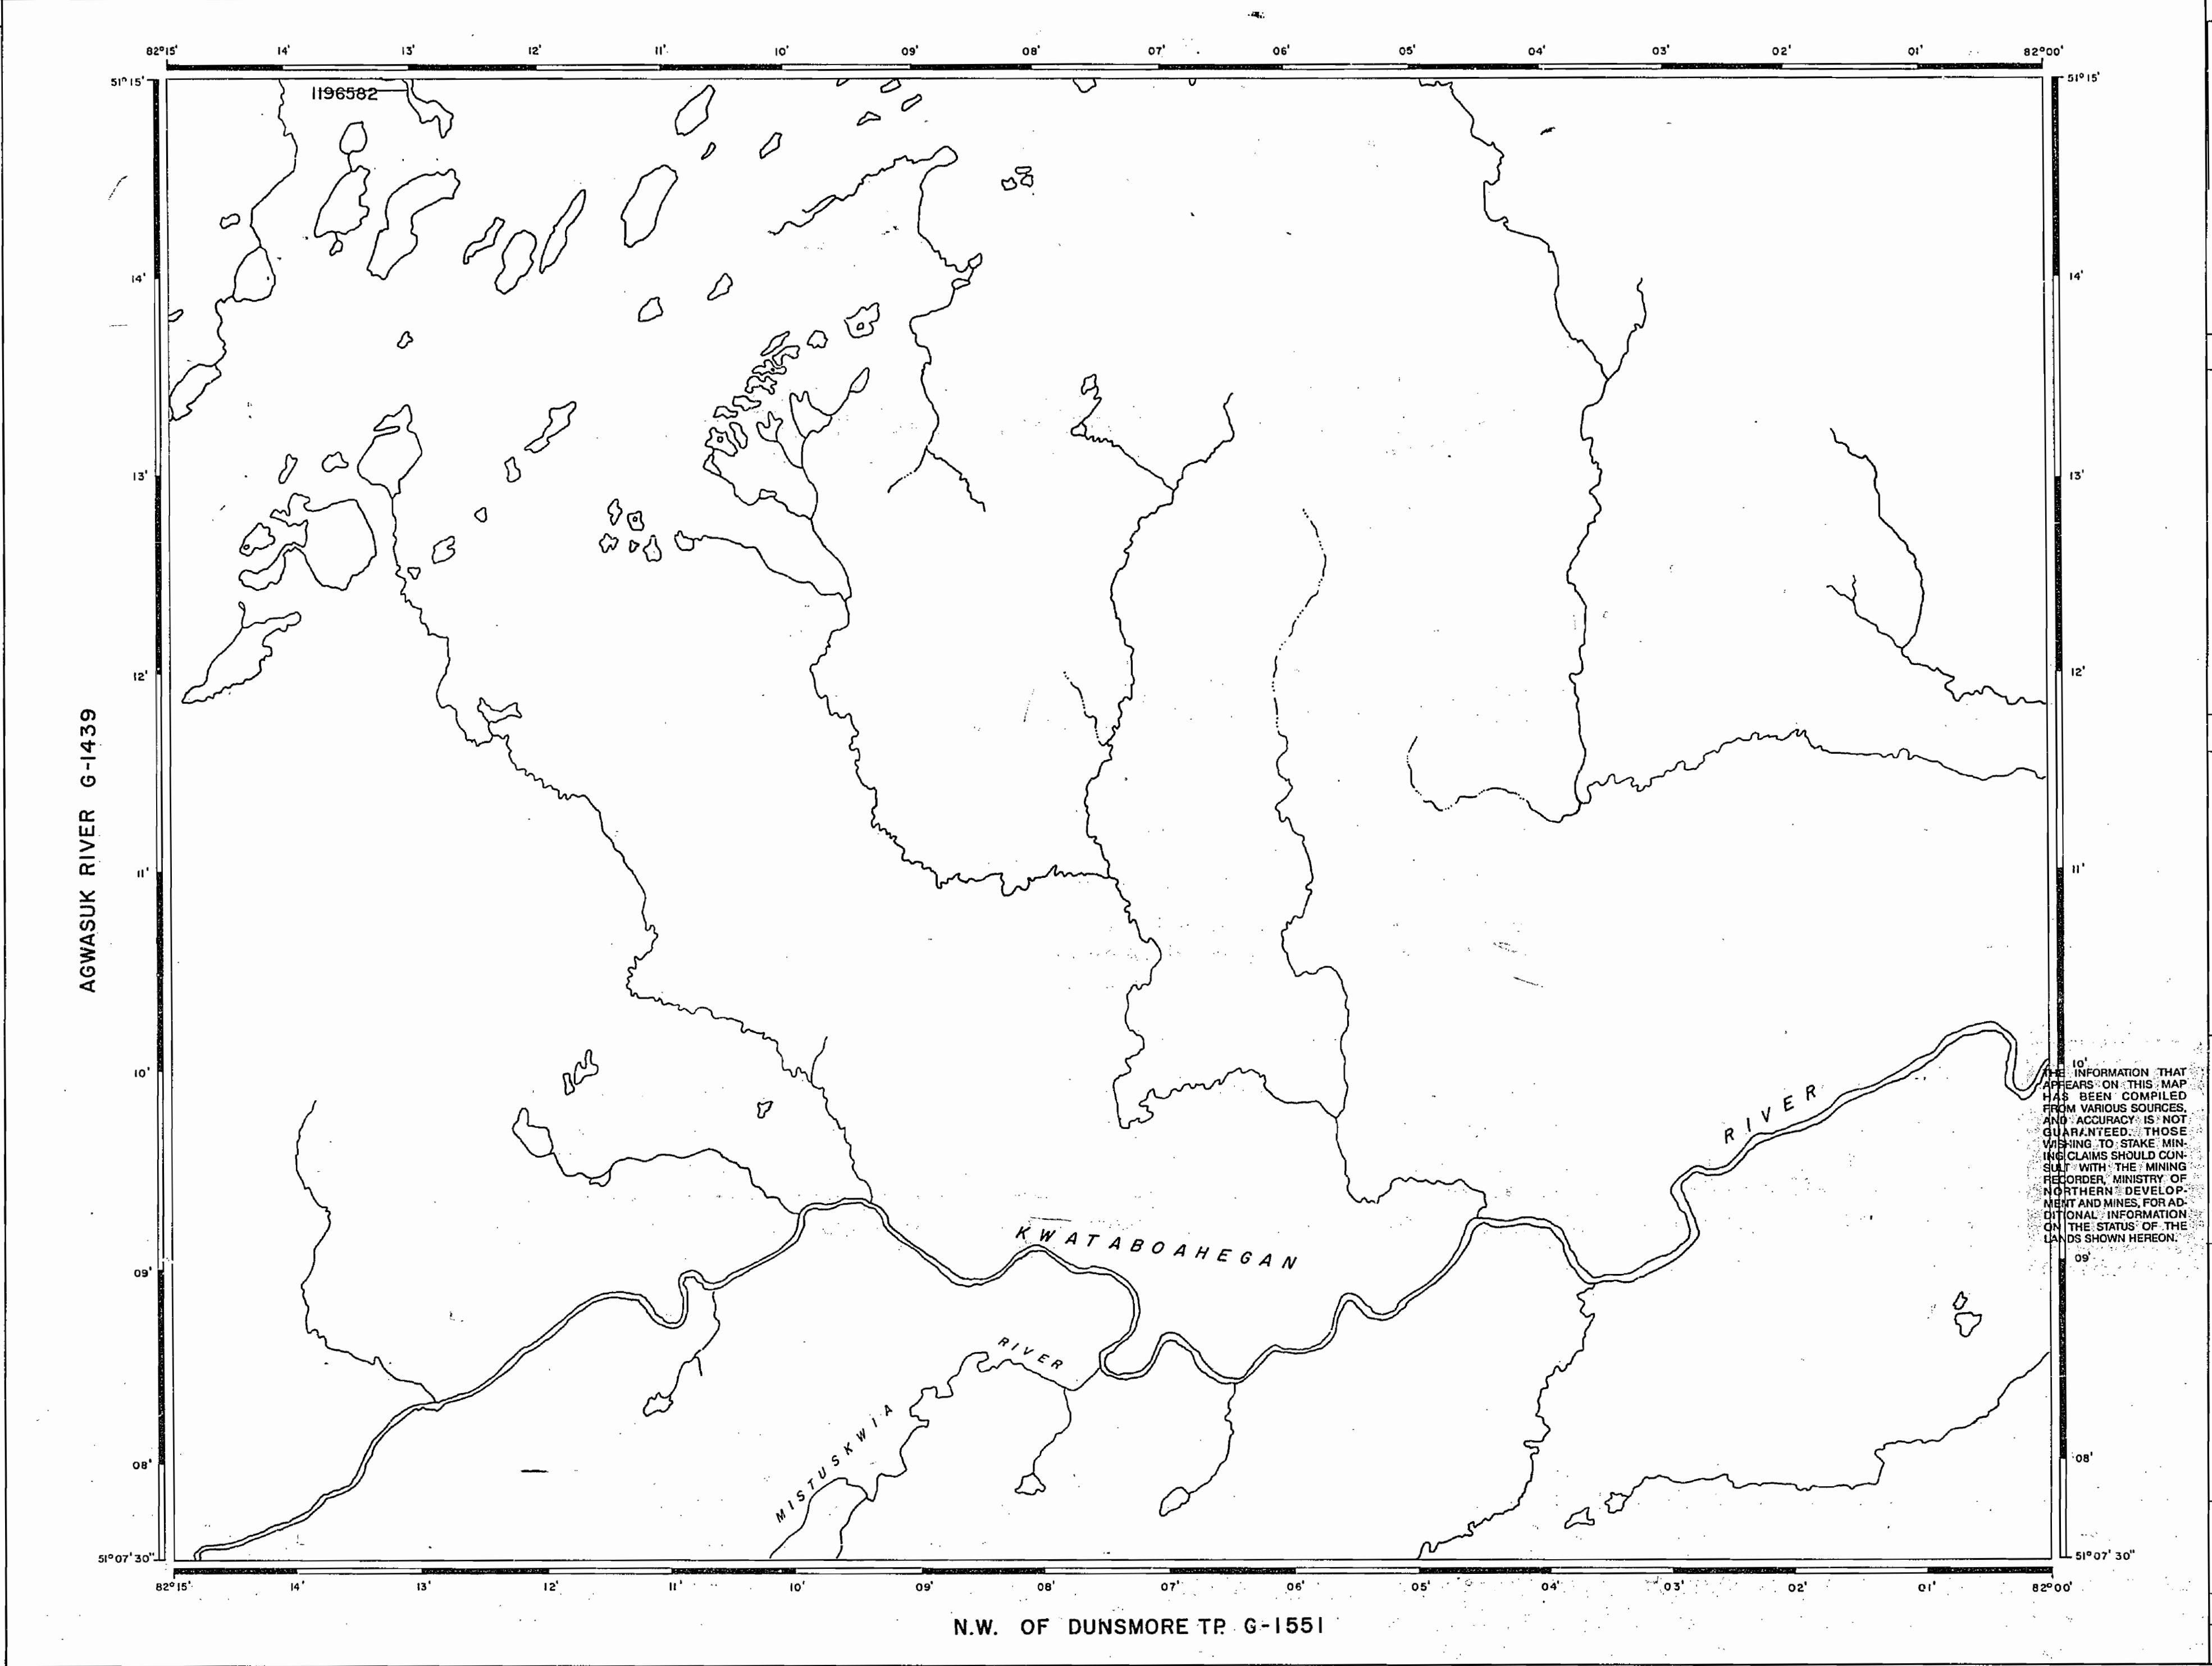 82°15' 14' 13' 12' 11' 10' 09' 08' 07' 06' 05' 04' 03' 02' 01' 82°00'
51°15' 51°15'
1196582
14' 14'
13' 13'
12' 12'
AGWASUK RIVER G-1439
11' 11'
10' 10'
THE INFORMATION THAT
APPEARS ON THIS MAP
HAS BEEN COMPILED
FROM VARIOUS SOURCES,
AND ACCURACY IS NOT
GUARANTEED. THOSE
WISHING TO STAKE MIN-
ING CLAIMS SHOULD CON-
SULT WITH THE MINING
RECORDER, MINISTRY OF
NORTHERN DEVELOP-
MENT AND MINES, FOR AD-
DITIONAL INFORMATION
ON THE STATUS OF THE
LANDS SHOWN HEREON.
KWATABOAHEGAN RIVER
09' 09'
MISTUSKWIA RIVER
08' 08'
51°07'30" 51°07'30"
82°15' 14' 13' 12' 11' 10' 09' 08' 07' 06' 05' 04' 03' 02' 01' 82°00'
N.W. OF DUNSMORE TP. G-1551